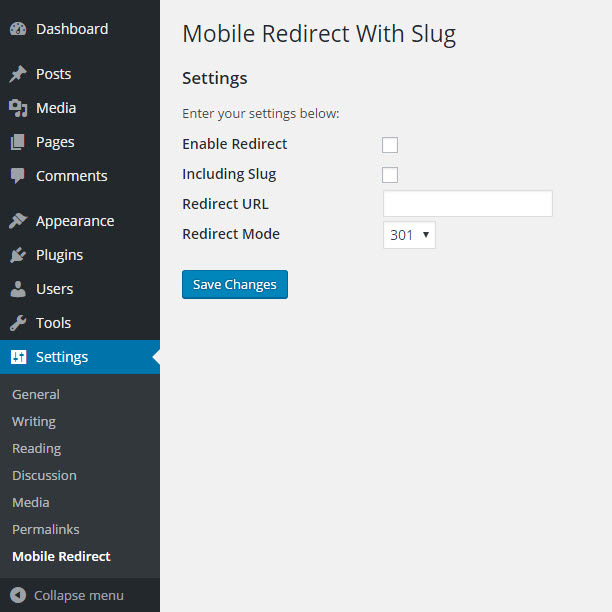 Dashboard
Posts
Media
Pages
Comments
Appearance
Plugins
Users
Tools
Settings
General
Writing
Reading
Discussion
Media
Permalinks
Mobile Redirect
Collapse menu
Mobile Redirect With Slug
Settings
Enter your settings below:
Enable Redirect
Including Slug
Redirect URL
Redirect Mode 301
Save Changes